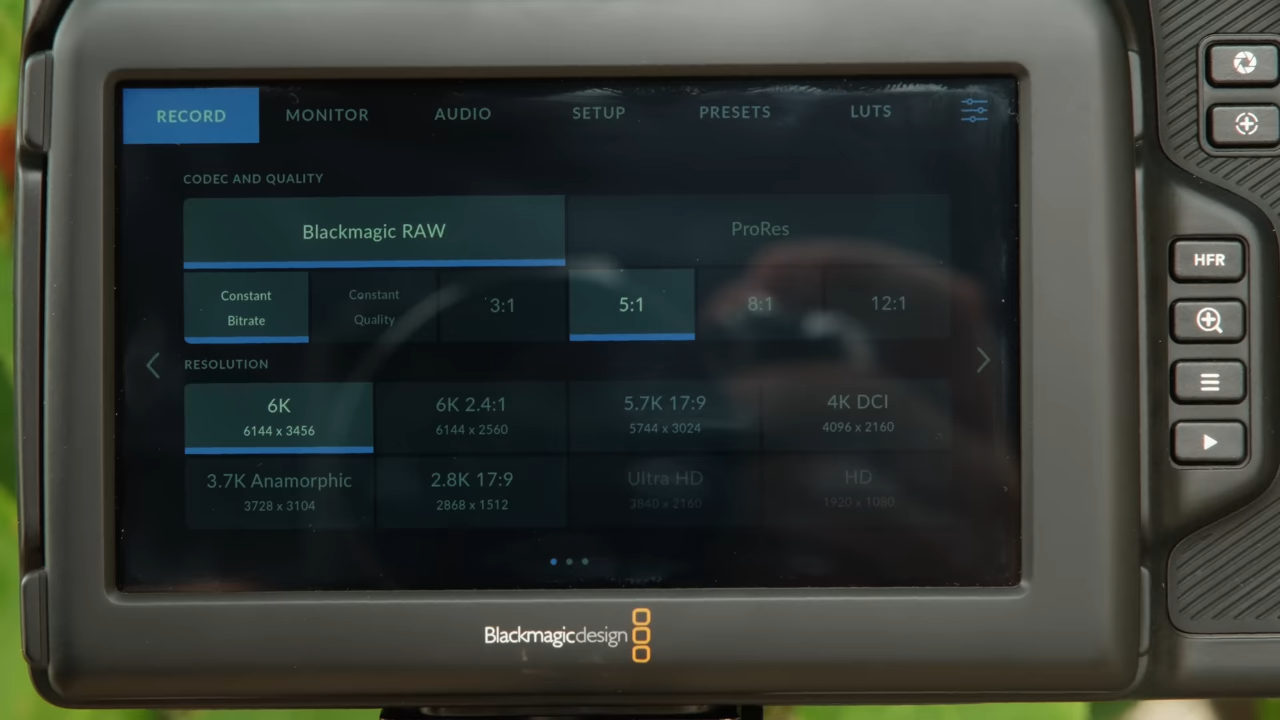 RECORD MONITOR AUDIO SETUP PRESETS LUTS
CODEC AND QUALITY
Blackmagic RAW ProRes
Constant Bitrate Constant Quality 3:1 5:1 8:1 12:1
RESOLUTION
6K 6K 2.4:1 5.7K 17:9 4K DCI
6144 x 3456 6144 x 2560 5744 x 3024 4096 x 2160
3.7K Anamorphic 2.8K 17:9 Ultra HD HD
3728 x 3104 2868 x 1512 3840 x 2160 1920 x 1080
Blackmagicdesign
HFR